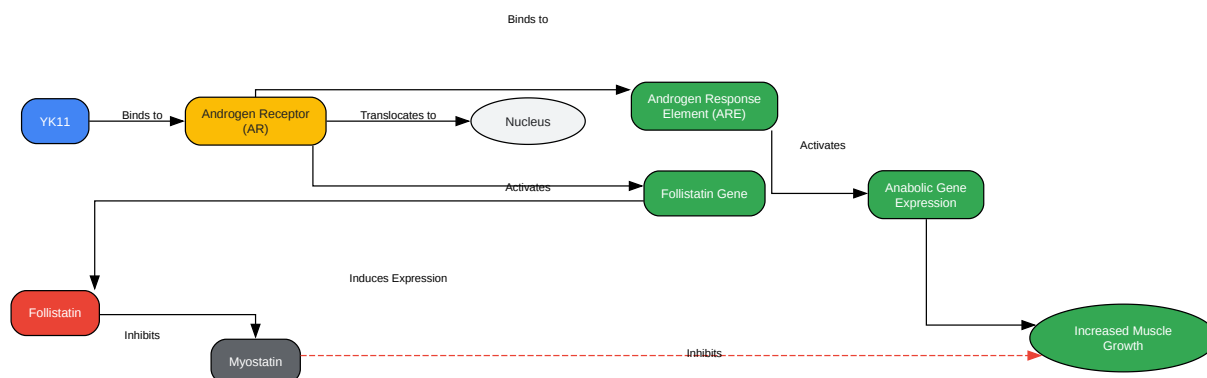 Binds to
YK11
Binds to
Androgen Receptor
(AR)
Translocates to
Nucleus
Androgen Response
Element (ARE)
Activates
Activates
Follistatin Gene
Anabolic Gene
Expression
Induces Expression
Follistatin
Inhibits
Myostatin
Inhibits
Increased Muscle
Growth